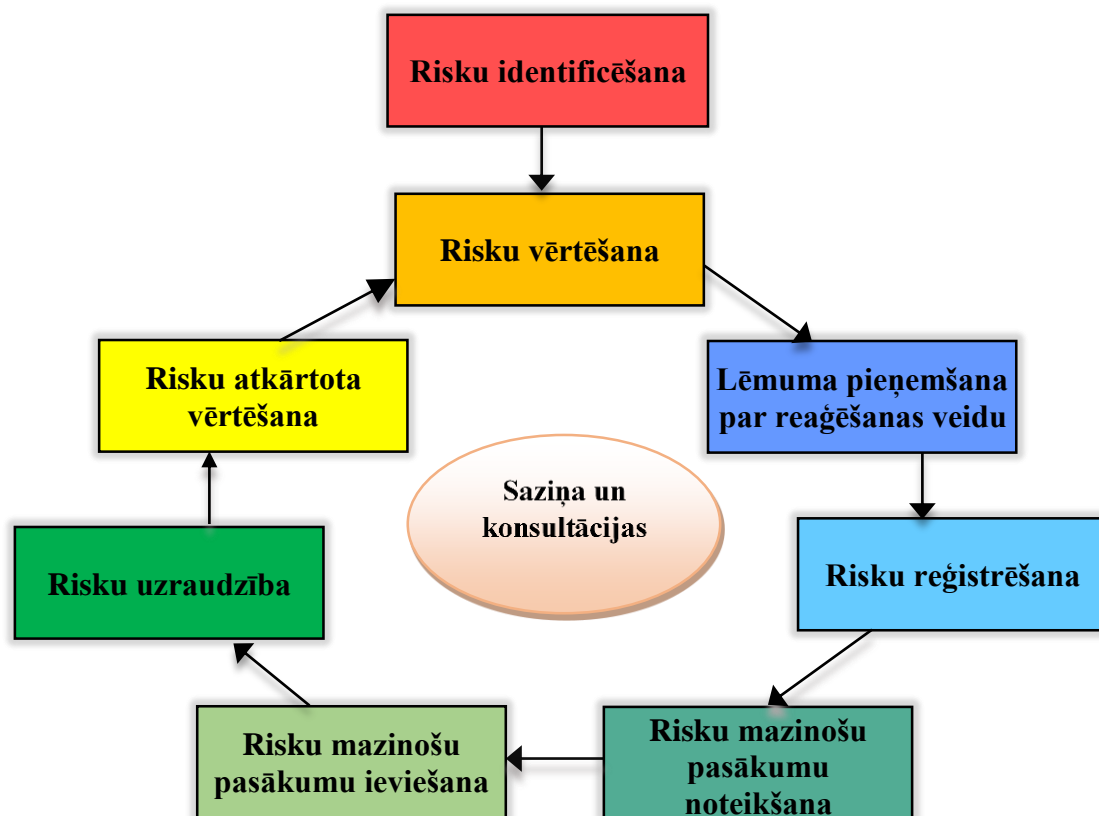 Risku identificēšana
Risku vērtēšana
Lēmuma pieņemšana
par reaģēšanas veidu
Risku reģistrēšana
Risku mazinošu
pasākumu
noteikšana
Risku mazinošu
pasākumu ieviešana
Risku uzraudzība
Risku atkārtota
vērtēšana
Saziņa un
konsultācijas